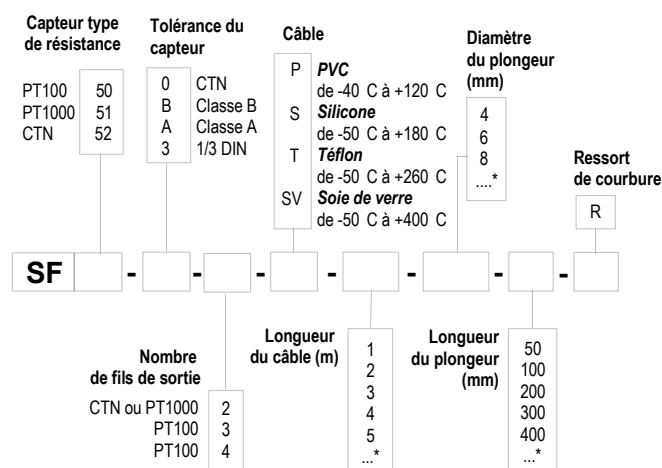 Capteur type
de résistance
PT100 50
PT1000 51
CTN 52
Tolérance du
capteur
0 CTN
B Classe B
A Classe A
3 1/3 DIN
Câble
P PVC
de -40 C à +120 C
S Silicone
de -50 C à +180 C
T Téflon
de -50 C à +260 C
SV Soie de verre
de -50 C à +400 C
Diamètre
du plongeur
(mm)
4
6
8
....*
Ressort
de courbure
R
SF - - - - - - -
Nombre
de fils de sortie
CTN ou PT1000 2
PT100 3
PT100 4
Longueur
du câble (m)
1
2
3
4
5
...*
Longueur
du plongeur
(mm)
50
100
200
300
400
...*